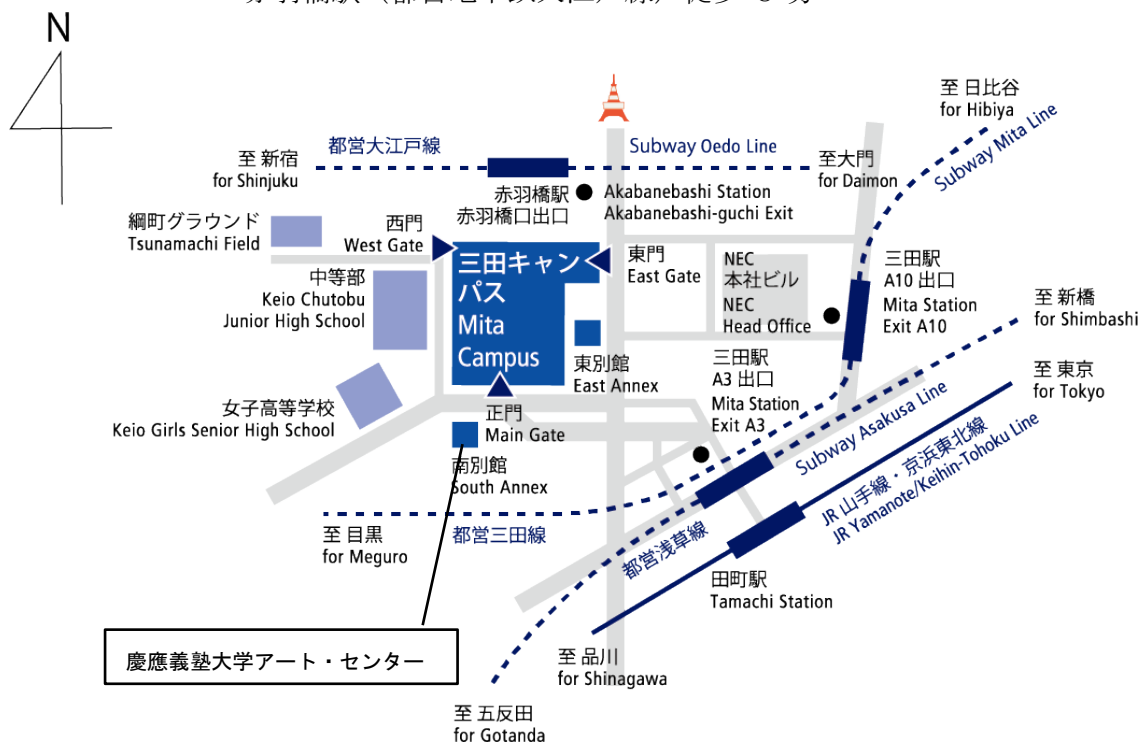 N
至 日比谷
for Hibiya
都営大江戸線
Subway Oedo Line
Subway Mita Line
至 新宿
for Shinjuku
至大門
for Daimon
赤羽橋駅
赤羽橋口出口
Akabanebashi Station
Akabanebashi-guchi Exit
綱町グラウンド
Tsunamachi Field
西門
West Gate
三田キャン
パス
Mita
Campus
東門
East Gate
NEC
本社ビル
NEC
Head Office
三田駅
A10 出口
Mita Station
Exit A10
中等部
Keio Chutobu
Junior High School
至 新橋
for Shimbashi
東別館
East Annex
三田駅
A3 出口
Mita Station
Exit A3
至 東京
for Tokyo
女子高等学校
Keio Girls Senior High School
正門
Main Gate
Subway Asakusa Line
南別館
South Annex
JR 山手線・京浜東北線
JR Yamanote/Keihin-Tohoku Line
至 目黒
for Meguro
都営三田線
都営浅草線
田町駅
Tamachi Station
慶應義塾大学アート・センター
至 品川
for Shinagawa
至 五反田
for Gotanda